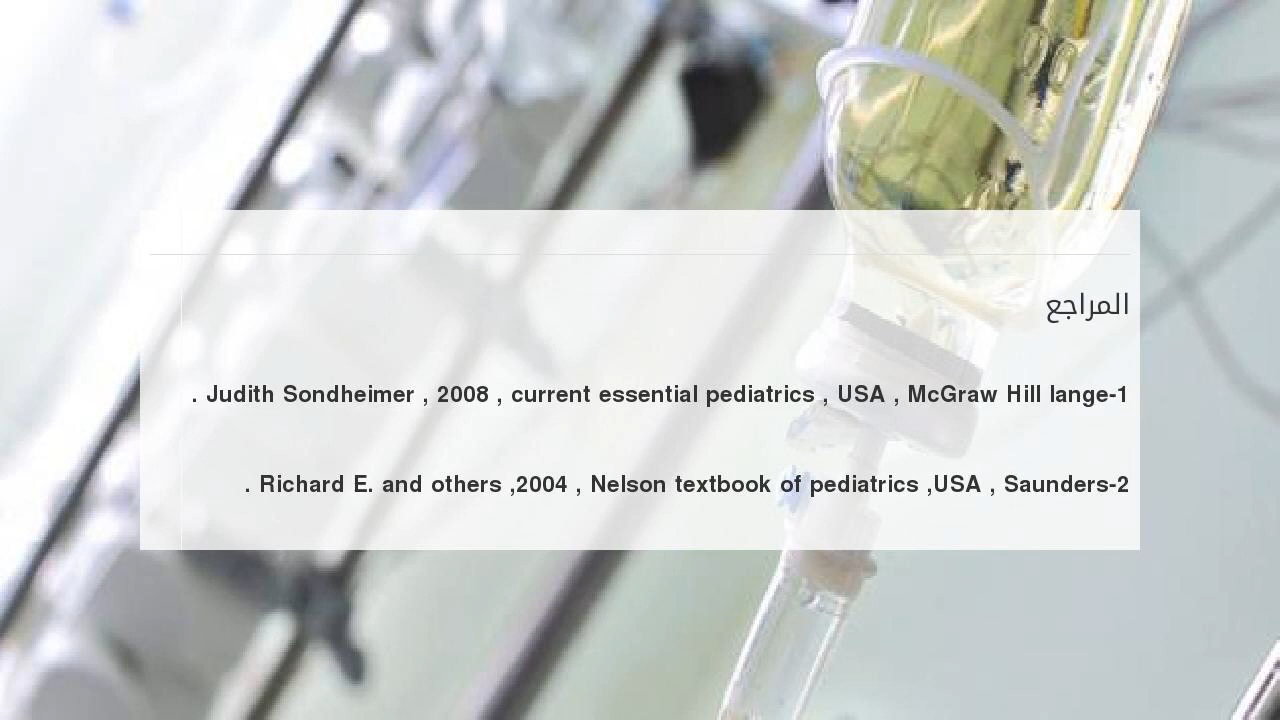 المراجع
. Judith Sondheimer , 2008 , current essential pediatrics , USA , McGraw Hill lange-1
. Richard E. and others ,2004 , Nelson textbook of pediatrics ,USA , Saunders-2